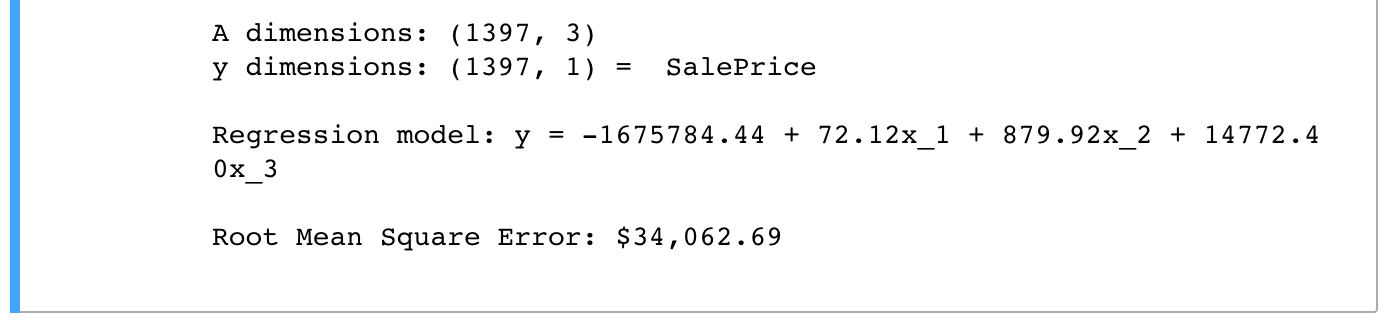 A dimensions: (1397, 3)
y dimensions: (1397, 1) =  SalePrice
Regression model: y = -1675784.44 + 72.12x_1 + 879.92x_2 + 14772.4
0x_3
Root Mean Square Error: $34,062.69